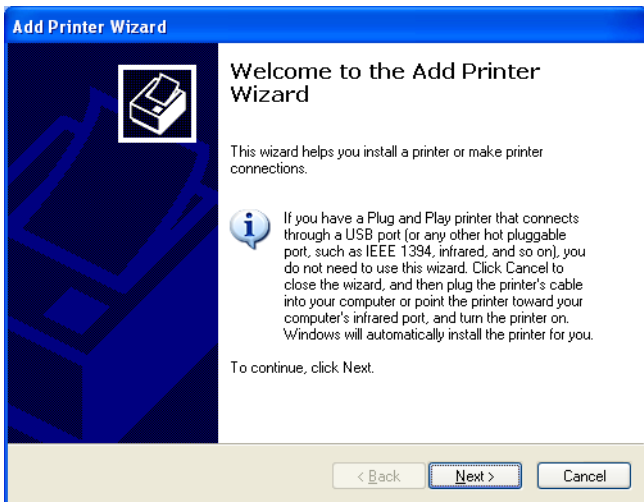 Add Printer Wizard
Welcome to the Add Printer
Wizard
This wizard helps you install a printer or make printer
connections.
If you have a Plug and Play printer that connects
through a USB port (or any other hot pluggable
port, such as IEEE 1394, infrared, and so on), you
do not need to use this wizard. Click Cancel to
close the wizard, and then plug the printer's cable
into your computer or point the printer toward your
computer's infrared port, and turn the printer on.
Windows will automatically install the printer for you.
To continue, click Next.
< Back Next > Cancel